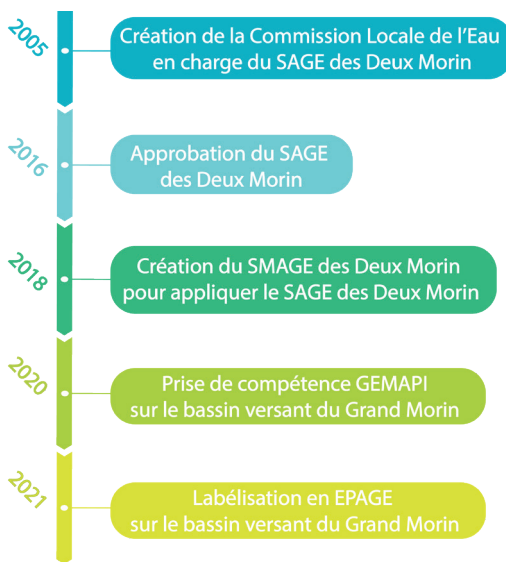 2005
Création de la Commission Locale de l'Eau
en charge du SAGE des Deux Morin
2016
Approbation du SAGE
des Deux Morin
2018
Création du SMAGE des Deux Morin
pour appliquer le SAGE des Deux Morin
2020
Prise de compétence GEMAPI
sur le bassin versant du Grand Morin
2021
Labélisation en EPAGE
sur le bassin versant du Grand Morin